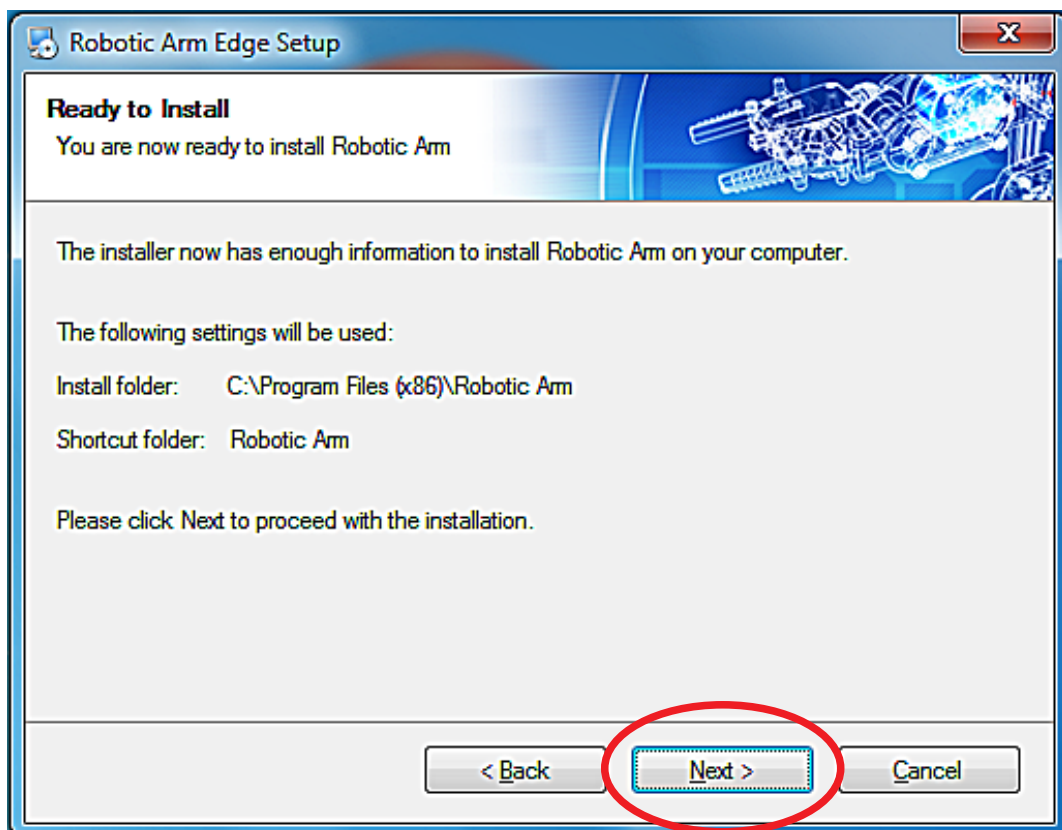 Robotic Arm Edge Setup
x
Ready to Install
You are now ready to install Robotic Arm
The installer now has enough information to install Robotic Arm on your computer.
The following settings will be used:
Install folder: C:\Program Files (x86)\Robotic Arm
Shortcut folder: Robotic Arm
Please click Next to proceed with the installation.
< Back Next > Cancel